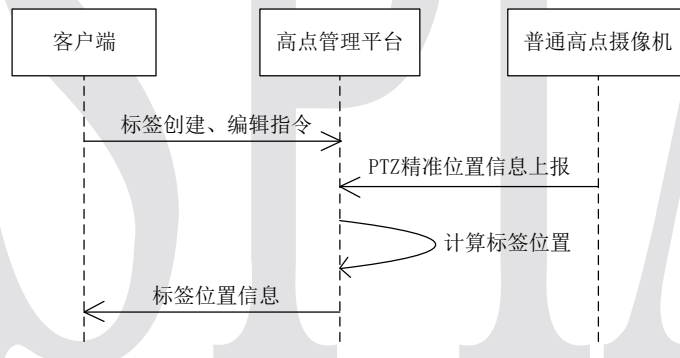 客户端
高点管理平台
普通高点摄像机
标签创建、编辑指令
PTZ精准位置信息上报
计算标签位置
标签位置信息